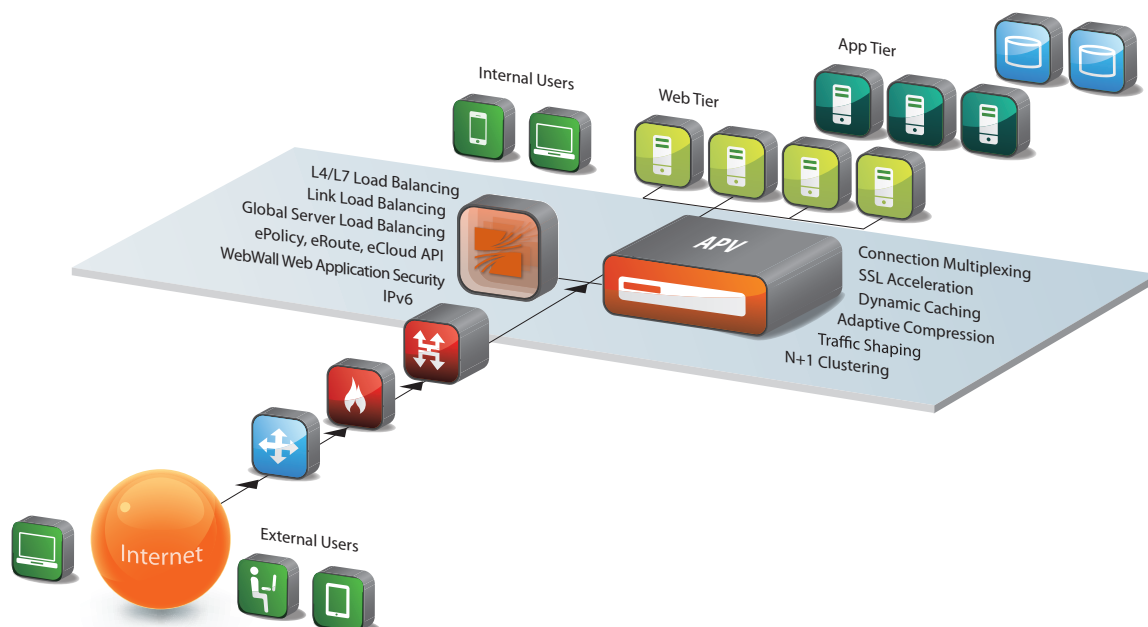 App Tier
Internal Users
Web Tier
L4/L7 Load Balancing
Link Load Balancing
Global Server Load Balancing
ePolicy, eRoute, eCloud API
WebWall Web Application Security
IPv6
APV
Connection Multiplexing
SSL Acceleration
Dynamic Caching
Adaptive Compression
Traffic Shaping
N+1 Clustering
Internet
External Users